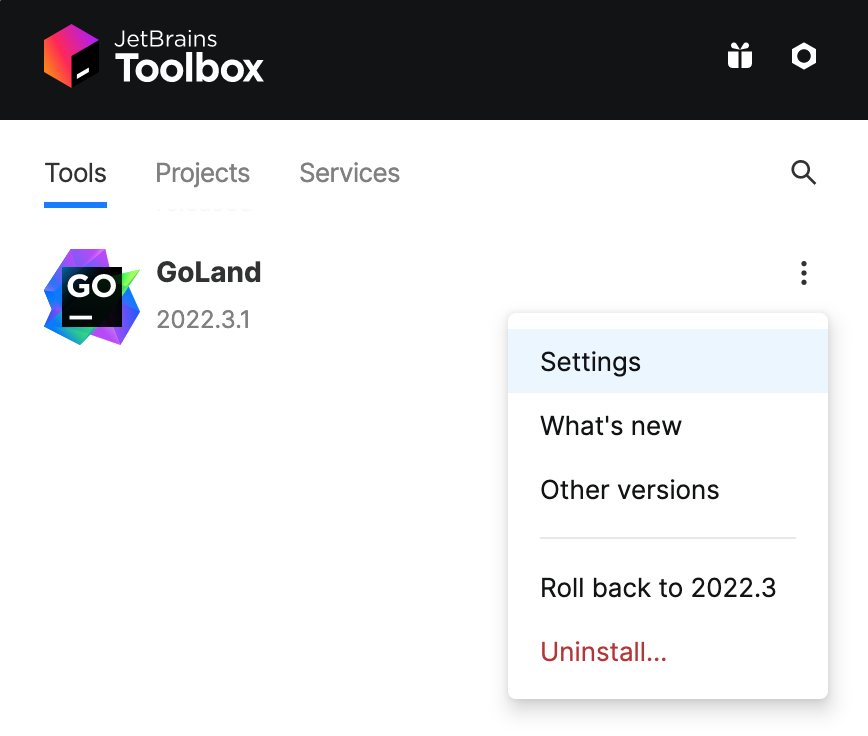 JetBrains
Toolbox
Tools Projects Services
GO
GoLand
2022.3.1
Settings
What's new
Other versions
Roll back to 2022.3
Uninstall...